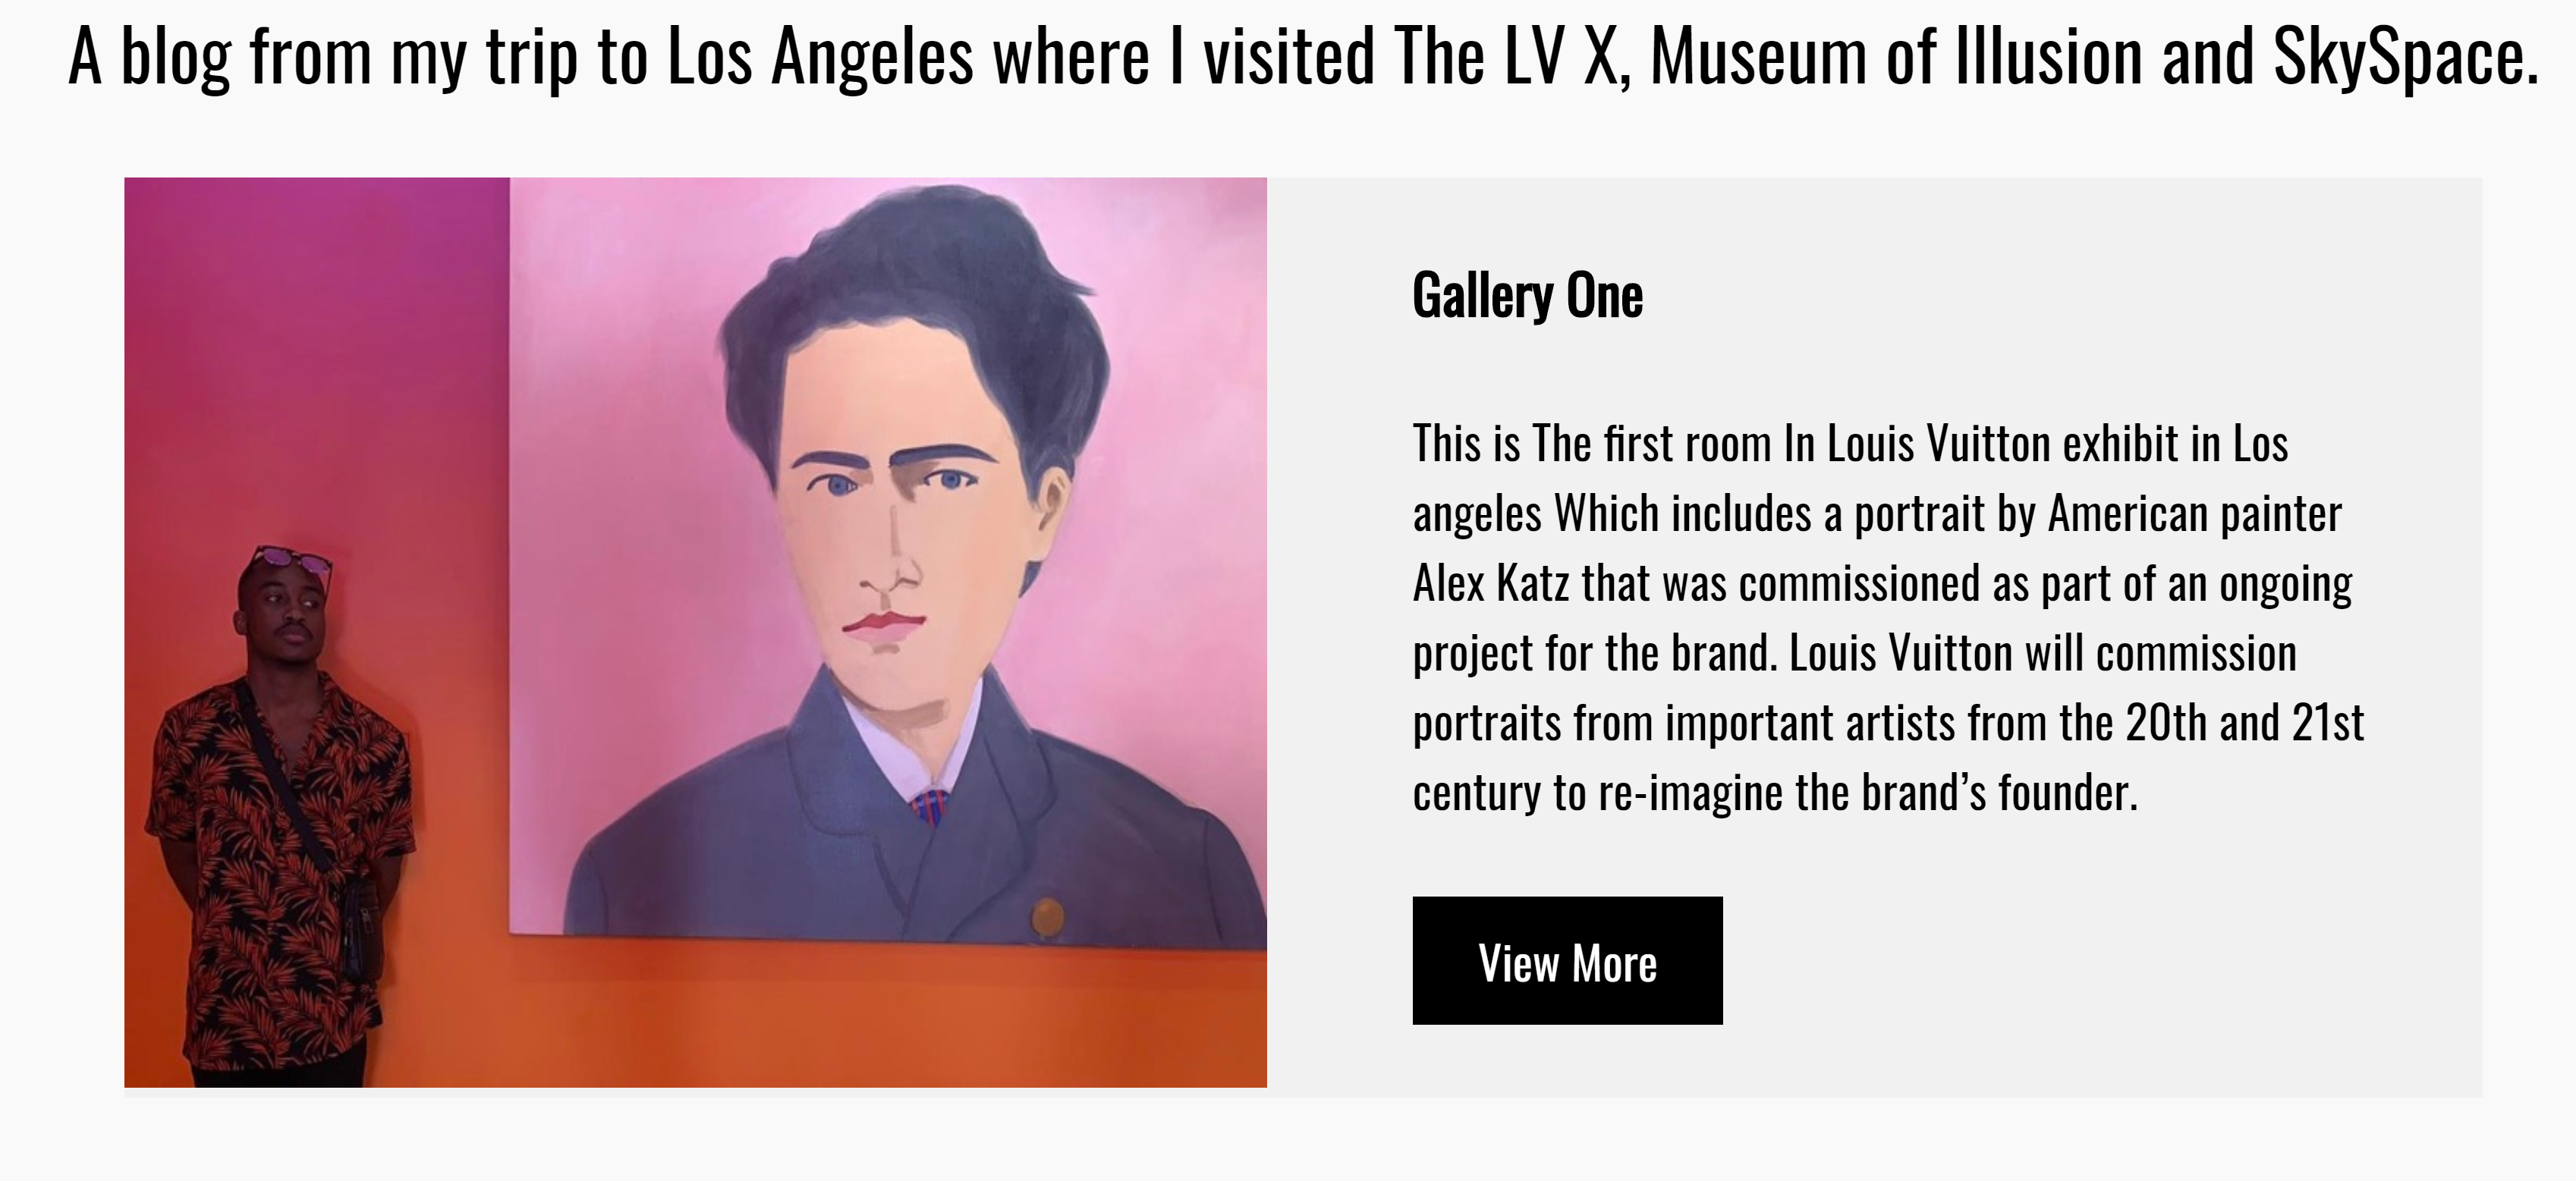 A blog from my trip to Los Angeles where I visited The LV X, Museum of Illusion and SkySpace.
Gallery One
This is The first room In Louis Vuitton exhibit in Los
angeles Which includes a portrait by American painter
Alex Katz that was commissioned as part of an ongoing
project for the brand. Louis Vuitton will commission
portraits from important artists from the 20th and 21st
century to re-imagine the brand’s founder.
View More